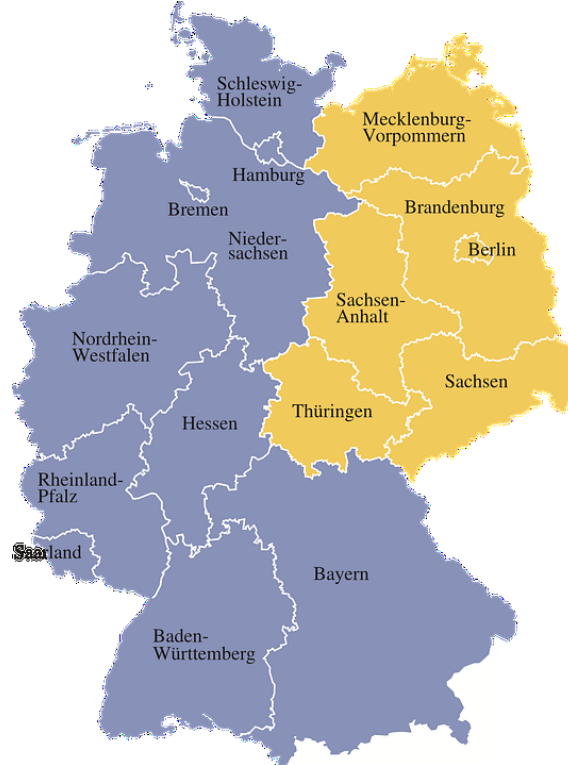 Schleswig-
Holstein
Mecklenburg-
Vorpommern
Hamburg
Bremen
Brandenburg
Nieder-
sachsen
Berlin
Sachsen-
Anhalt
Nordrhein-
Westfalen
Sachsen
Thüringen
Hessen
Rheinland-
Pfalz
Saarland
Bayern
Baden-
Württemberg